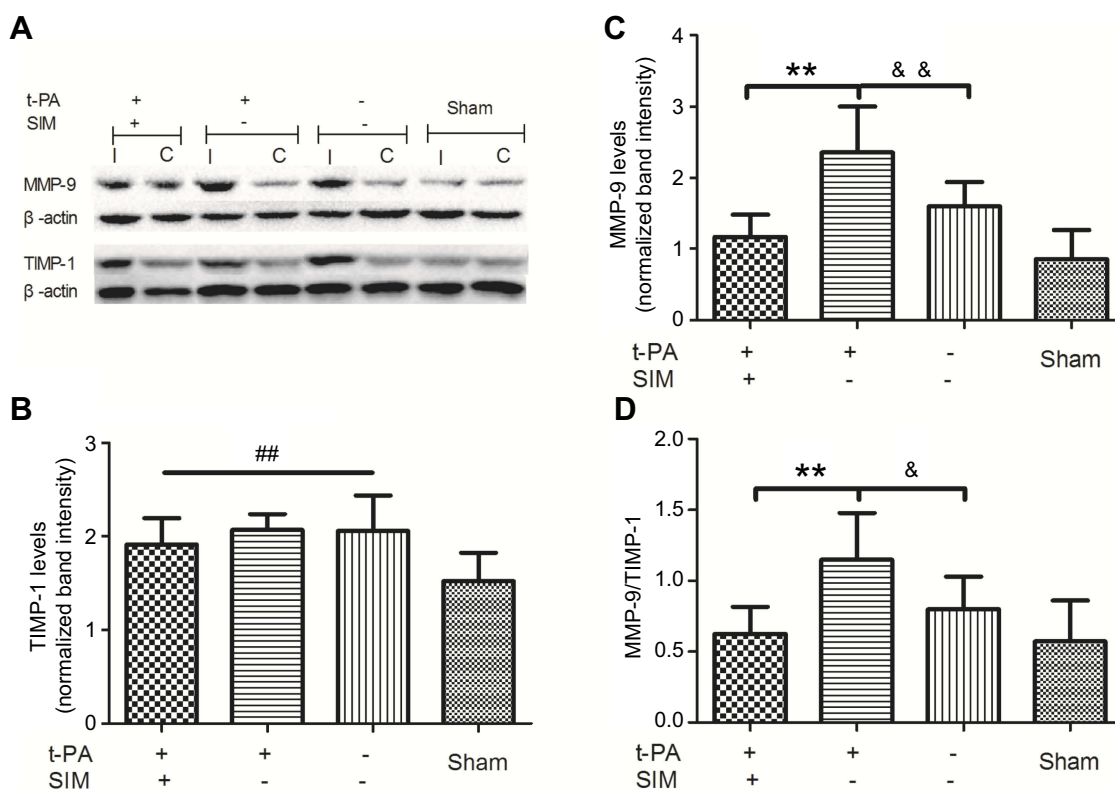 A
t-PA + + - Sham
SIM + - -
I C I C I C I C
MMP-9
β -actin
TIMP-1
β -actin
B
TIMP-1 levels
(normalized band intensity)
3
2
1
0
##
t-PA + + - Sham
SIM + - -
C
MMP-9 levels
(normalized band intensity)
4
3
2
1
0
** & &
t-PA + + - Sham
SIM + - -
D
MMP-9/TIMP-1
2.0
1.5
1.0
0.5
0.0
** &
t-PA + + - Sham
SIM + - -